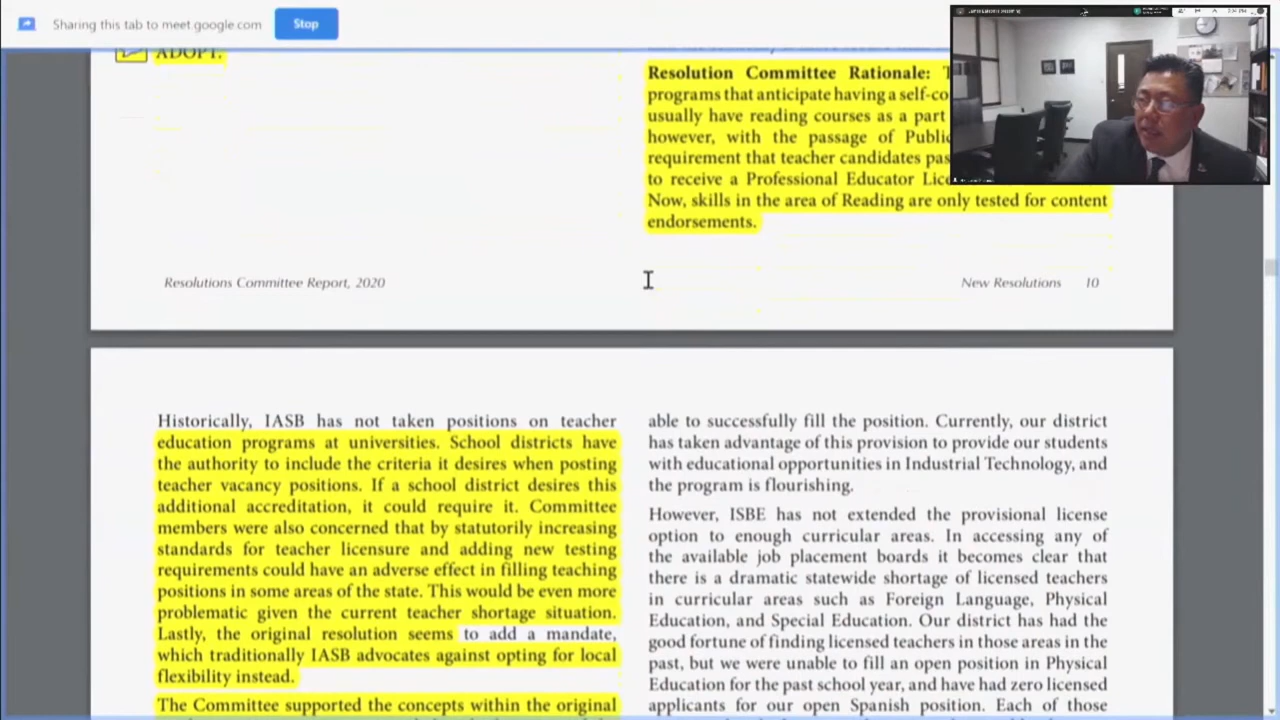 Sharing this tab to meet.google.com
Stop
ADOPT.
Resolution Committee Rationale:
programs that anticipate having a self-co
usually have reading courses as a part
however, with the passage of Public
requirement that teacher candidates pas
to receive a Professional Educator Lice
Now, skills in the area of Reading are only tested for content
endorsements.
Resolutions Committee Report, 2020
New Resolutions 10
Historically, IASB has not taken positions on teacher
education programs at universities. School districts have
the authority to include the criteria it desires when posting
teacher vacancy positions. If a school district desires this
additional accreditation, it could require it. Committee
members were also concerned that by statutorily increasing
standards for teacher licensure and adding new testing
requirements could have an adverse effect in filling teaching
positions in some areas of the state. This would be even more
problematic given the current teacher shortage situation.
Lastly, the original resolution seems to add a mandate,
which traditionally IASB advocates against opting for local
flexibility instead.
The Committee supported the concepts within the original
able to successfully fill the position. Currently, our district
has taken advantage of this provision to provide our students
with educational opportunities in Industrial Technology, and
the program is flourishing.
However, ISBE has not extended the provisional license
option to enough curricular areas. In accessing any of
the available job placement boards it becomes clear that
there is a dramatic statewide shortage of licensed teachers
in curricular areas such as Foreign Language, Physical
Education, and Special Education. Our district has had the
good fortune of finding licensed teachers in those areas in the
past, but we were unable to fill an open position in Physical
Education for the past school year, and have had zero licensed
applicants for our open Spanish position. Each of those